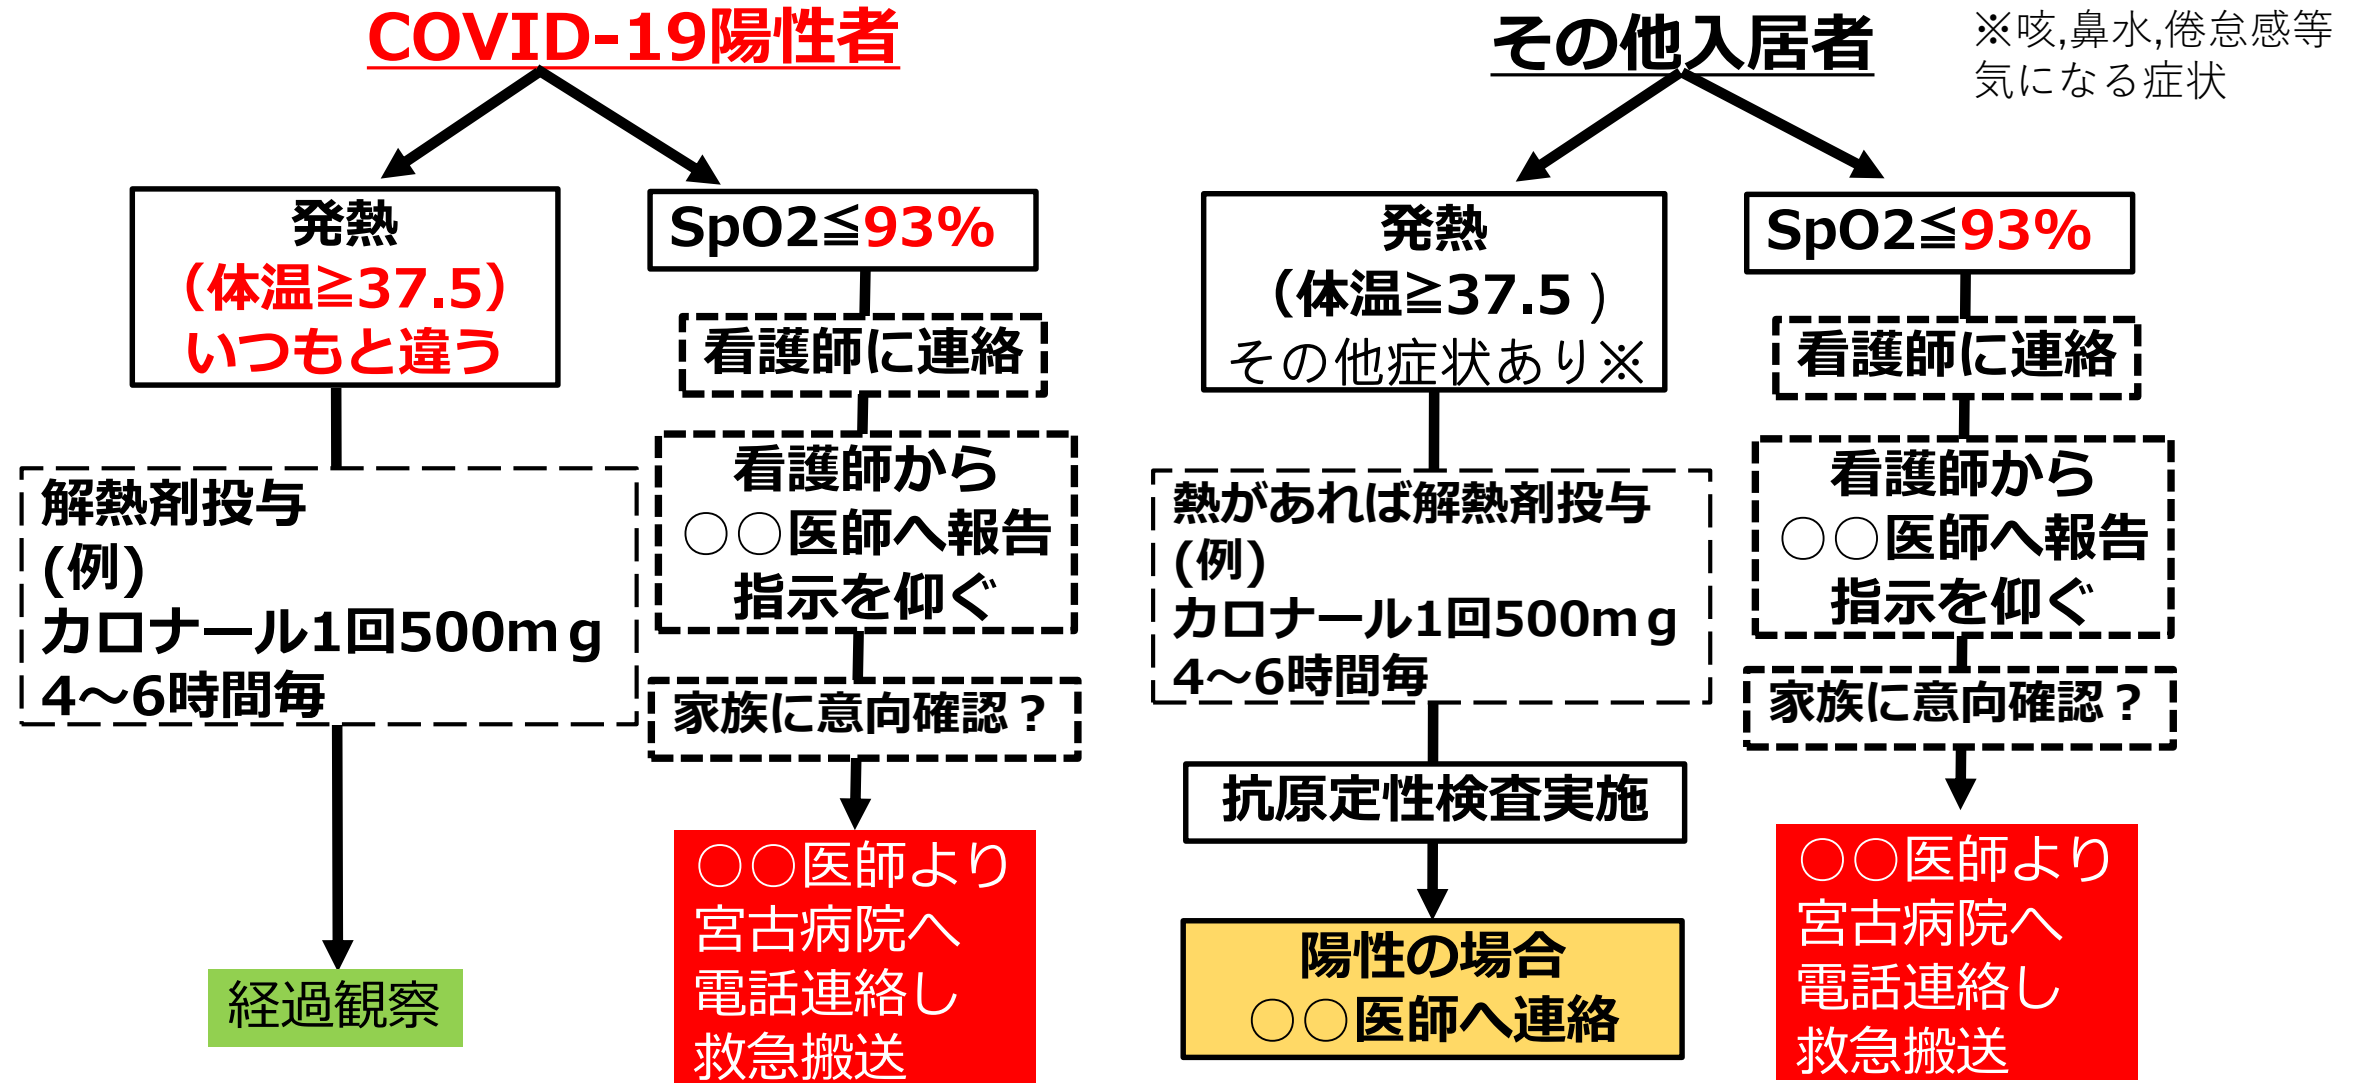 COVID-19陽性者
発熱
（体温≧37.5）
いつもと違う
解熱剤投与
(例)
カロナール1回500ｍｇ
4～6時間毎
経過観察
SpO2≦93%
看護師に連絡
看護師から
○○医師へ報告
指示を仰ぐ
家族に意向確認？
○○医師より
宮古病院へ
電話連絡し
救急搬送
その他入居者
※咳,鼻水,倦怠感等
気になる症状
発熱
（体温≧37.5）
その他症状あり※
熱があれば解熱剤投与
(例)
カロナール1回500ｍｇ
4～6時間毎
抗原定性検査実施
陽性の場合
○○医師へ連絡
SpO2≦93%
看護師に連絡
看護師から
○○医師へ報告
指示を仰ぐ
家族に意向確認？
○○医師より
宮古病院へ
電話連絡し
救急搬送